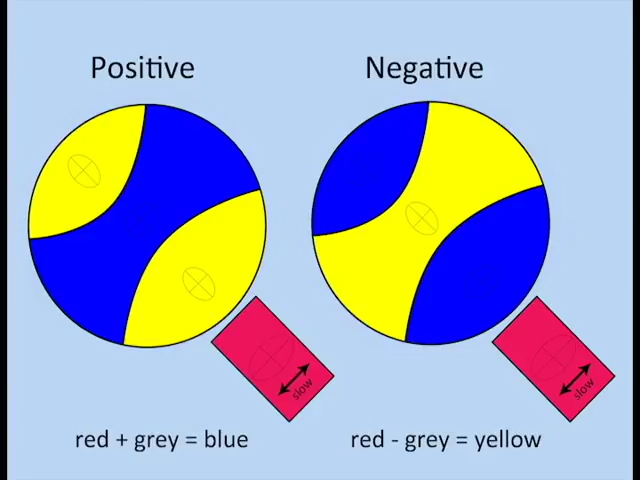 Positive
Negative
slow
slow
red + grey = blue
red - grey = yellow